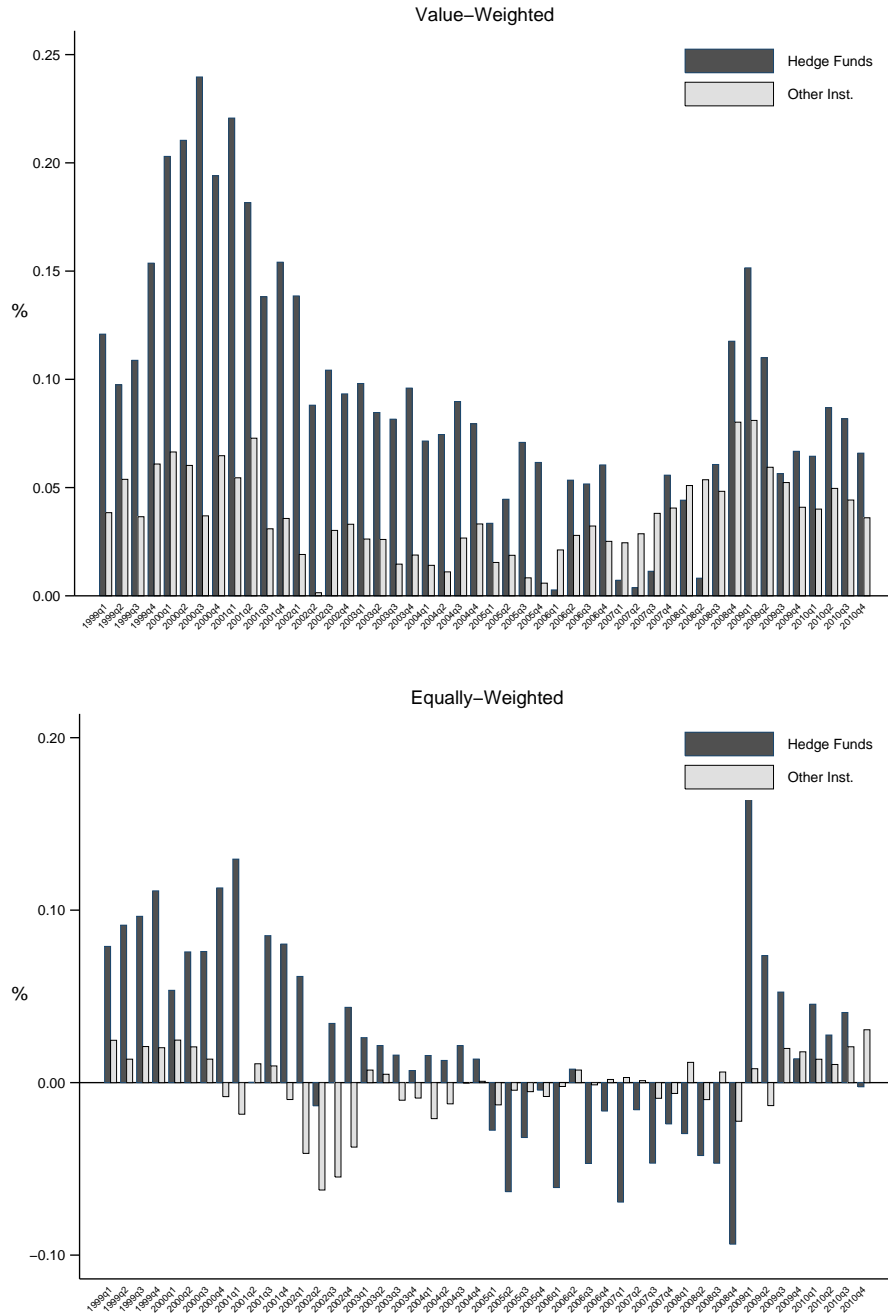 Value−Weighted
0.25
0.20
0.15
0.10
0.05
0.00
%
Hedge Funds
Other Inst.
1999q1
1999q2
1999q3
1999q4
2000q1
2000q2
2000q3
2000q4
2001q1
2001q2
2001q3
2001q4
2002q1
2002q2
2002q3
2002q4
2003q1
2003q2
2003q3
2003q4
2004q1
2004q2
2004q3
2004q4
2005q1
2005q2
2005q3
2005q4
2006q1
2006q2
2006q3
2006q4
2007q1
2007q2
2007q3
2007q4
2008q1
2008q2
2008q3
2008q4
2009q1
2009q2
2009q3
2009q4
2010q1
2010q2
2010q3
2010q4
Equally−Weighted
0.20
0.10
0.00
−0.10
%
Hedge Funds
Other Inst.
1999q1
1999q2
1999q3
1999q4
2000q1
2000q2
2000q3
2000q4
2001q1
2001q2
2001q3
2001q4
2002q1
2002q2
2002q3
2002q4
2003q1
2003q2
2003q3
2003q4
2004q1
2004q2
2004q3
2004q4
2005q1
2005q2
2005q3
2005q4
2006q1
2006q2
2006q3
2006q4
2007q1
2007q2
2007q3
2007q4
2008q1
2008q2
2008q3
2008q4
2009q1
2009q2
2009q3
2009q4
2010q1
2010q2
2010q3
2010q4